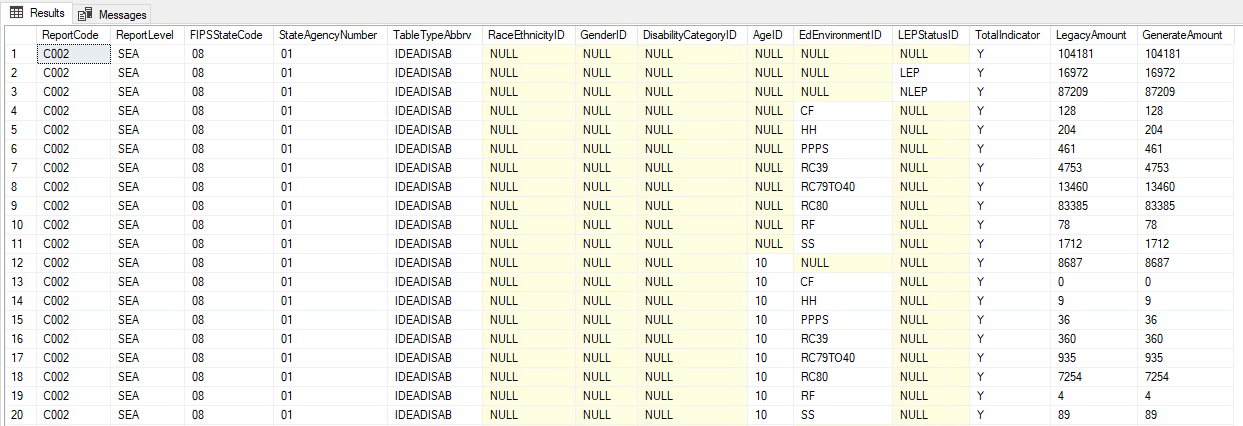 Results Messages
ReportCode ReportLevel FIPSStateCode StateAgencyNumber TableTypeAbbrv RaceEthnicityID GenderID DisabilityCategoryID AgeID EdEnvironmentID LEPStatusID TotalIndicator LegacyAmount GenerateAmount
1 C002 SEA 08 01 IDEADISAB NULL NULL NULL NULL NULL NULL Y 104181 104181
2 C002 SEA 08 01 IDEADISAB NULL NULL NULL NULL NULL LEP Y 16972 16972
3 C002 SEA 08 01 IDEADISAB NULL NULL NULL NULL NULL NLEP Y 87209 87209
4 C002 SEA 08 01 IDEADISAB NULL NULL NULL NULL CF NULL Y 128 128
5 C002 SEA 08 01 IDEADISAB NULL NULL NULL NULL HH NULL Y 204 204
6 C002 SEA 08 01 IDEADISAB NULL NULL NULL NULL PPPS NULL Y 461 461
7 C002 SEA 08 01 IDEADISAB NULL NULL NULL NULL RC39 NULL Y 4753 4753
8 C002 SEA 08 01 IDEADISAB NULL NULL NULL NULL RC79TO40 NULL Y 13460 13460
9 C002 SEA 08 01 IDEADISAB NULL NULL NULL NULL RC80 NULL Y 83385 83385
10 C002 SEA 08 01 IDEADISAB NULL NULL NULL NULL RF NULL Y 78 78
11 C002 SEA 08 01 IDEADISAB NULL NULL NULL NULL SS NULL Y 1712 1712
12 C002 SEA 08 01 IDEADISAB NULL NULL NULL 10 NULL NULL Y 8687 8687
13 C002 SEA 08 01 IDEADISAB NULL NULL NULL 10 CF NULL Y 0 0
14 C002 SEA 08 01 IDEADISAB NULL NULL NULL 10 HH NULL Y 9 9
15 C002 SEA 08 01 IDEADISAB NULL NULL NULL 10 PPPS NULL Y 36 36
16 C002 SEA 08 01 IDEADISAB NULL NULL NULL 10 RC39 NULL Y 360 360
17 C002 SEA 08 01 IDEADISAB NULL NULL NULL 10 RC79TO40 NULL Y 935 935
18 C002 SEA 08 01 IDEADISAB NULL NULL NULL 10 RC80 NULL Y 7254 7254
19 C002 SEA 08 01 IDEADISAB NULL NULL NULL 10 RF NULL Y 4 4
20 C002 SEA 08 01 IDEADISAB NULL NULL NULL 10 SS NULL Y 89 89